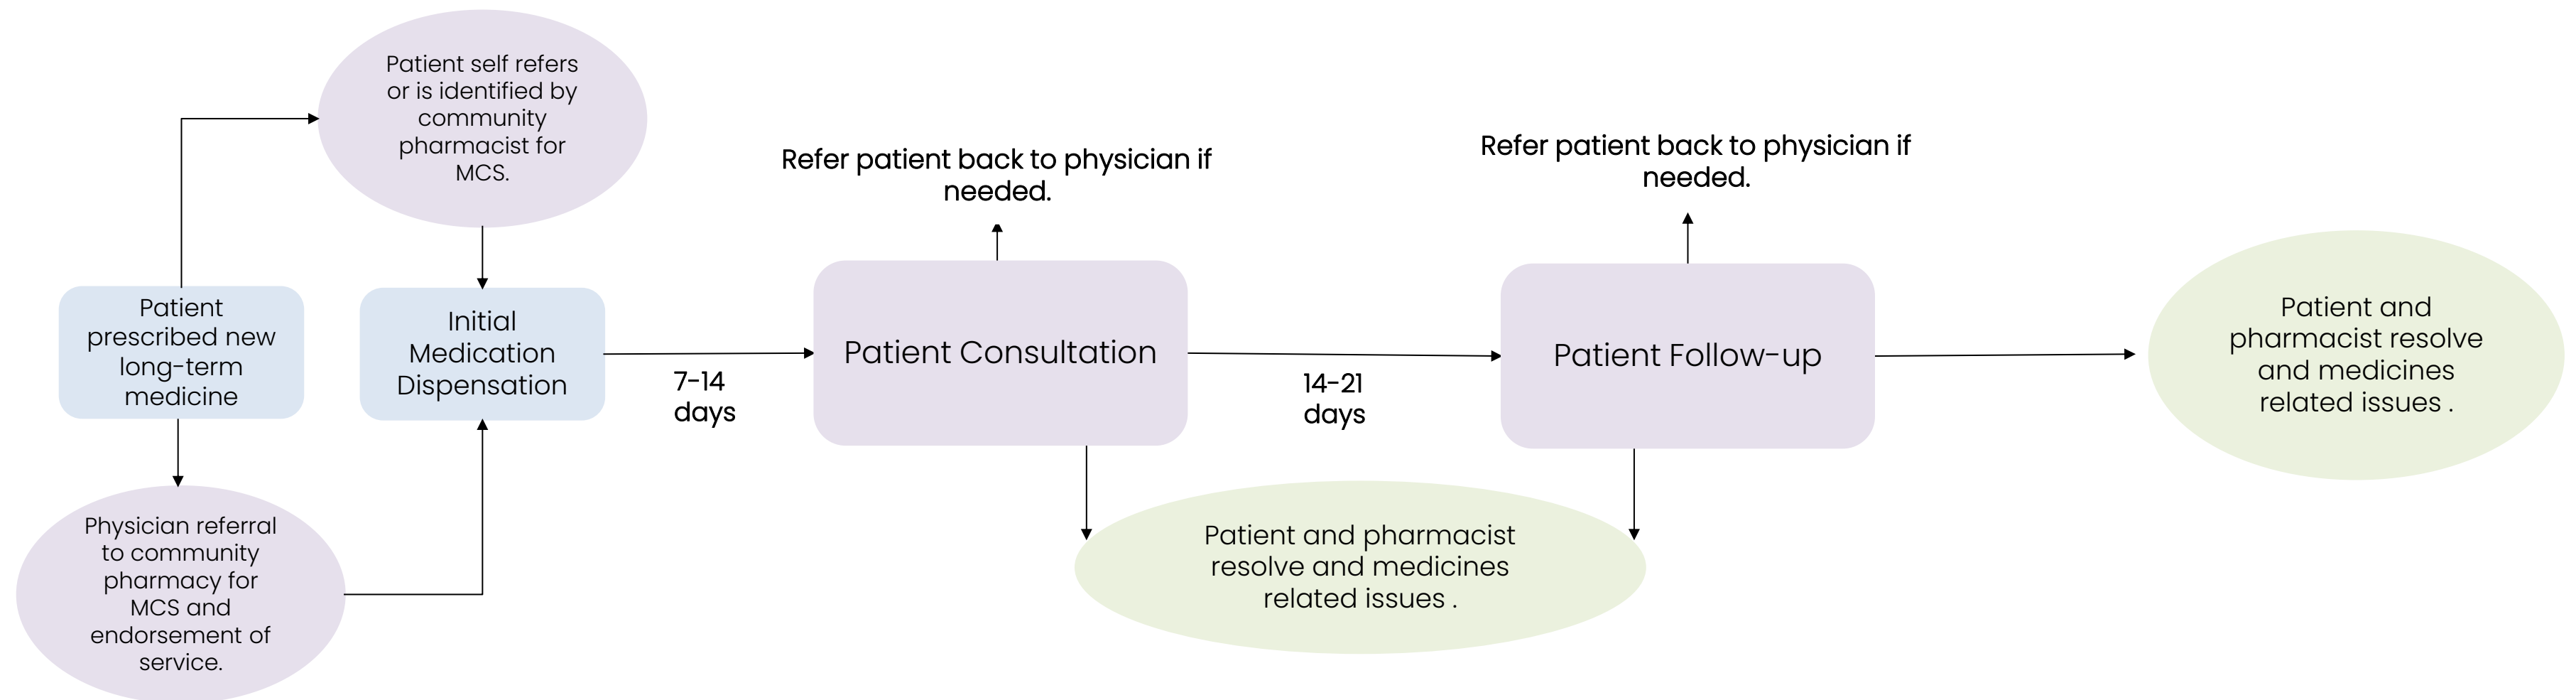 Patient self refers
or is identified by
community
pharmacist for
MCS.
Patient
prescribed new
long-term
medicine
Physician referral
to community
pharmacy for
MCS and
endorsement of
service.
Initial
Medication
Dispensation
7-14
days
Refer patient back to physician if
needed.
Patient Consultation
14-21
days
Refer patient back to physician if
needed.
Patient Follow-up
Patient and pharmacist
resolve and medicines
related issues .
Patient and
pharmacist resolve
and medicines
related issues .